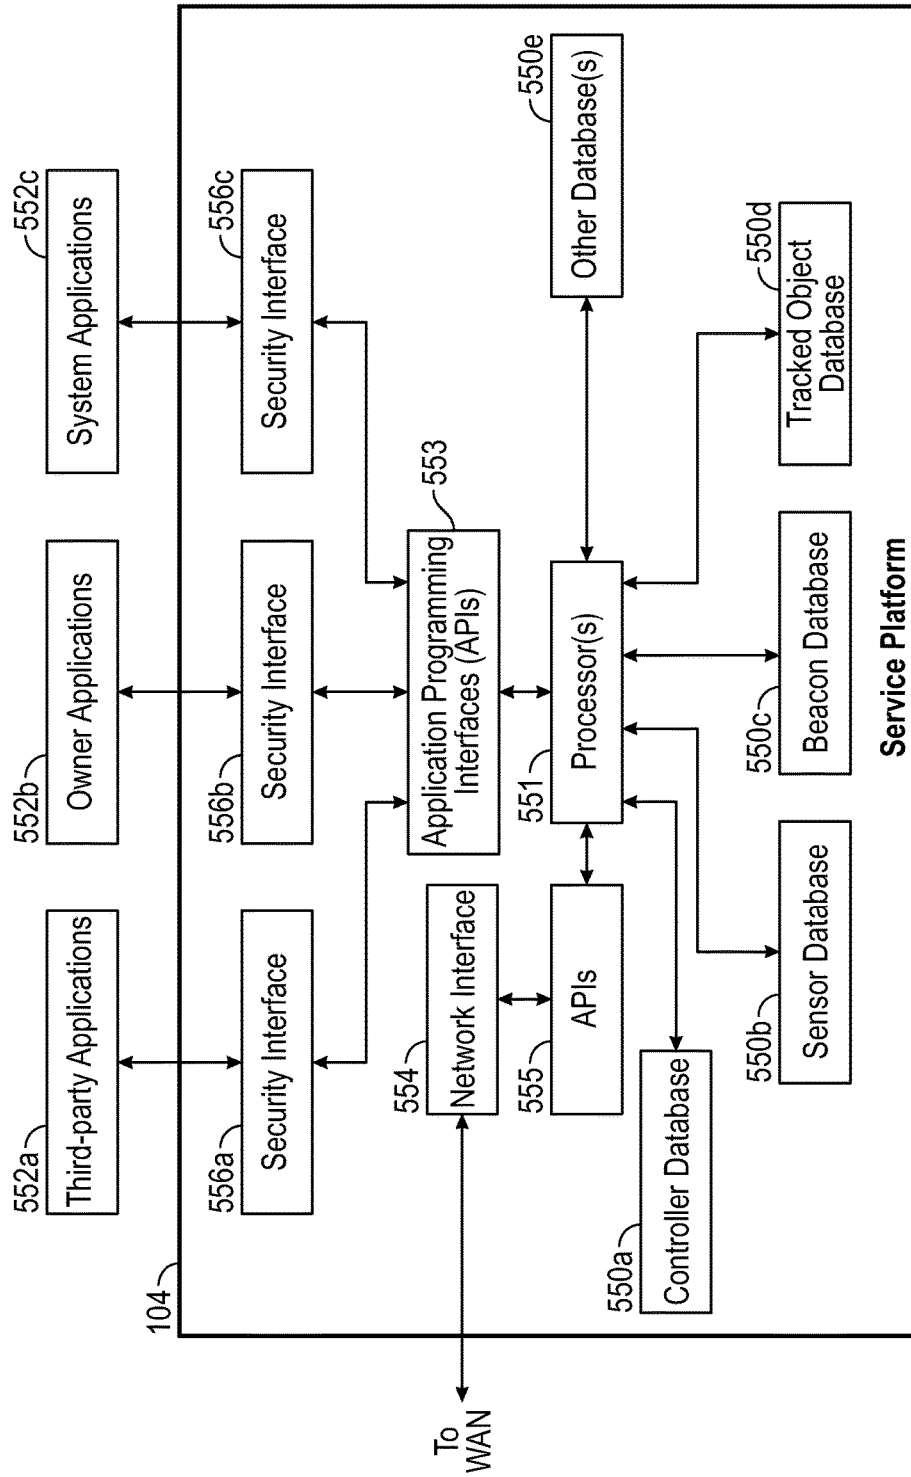 104
552a
Third-party Applications
552b
Owner Applications
552c
System Applications
556a
Security Interface
556b
Security Interface
556c
Security Interface
553
Application Programming
Interfaces (APIs)
554
Network Interface
To
WAN
555
APIs
551
Processor(s)
550e
Other Database(s)
550a
Controller Database
550b
Sensor Database
550c
Beacon Database
550d
Tracked Object
Database
Service Platform